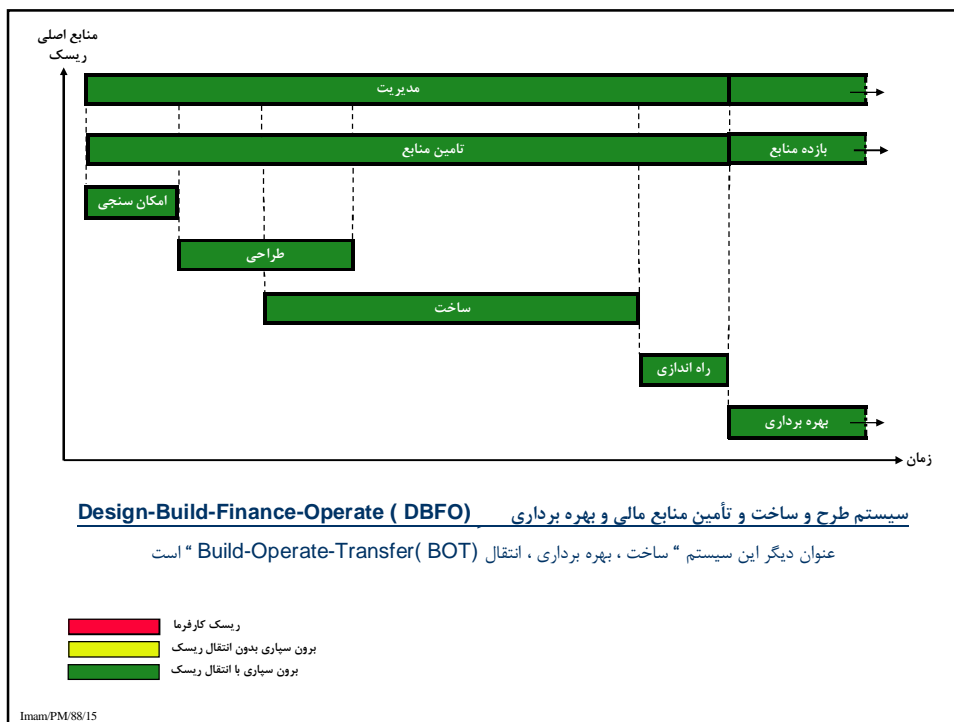 منابع اصلی
ریسک
مدیریت
تامین منابع
بازده منابع
امکان سنجی
طراحی
ساخت
راه اندازی
بهره برداری
زمان
سیستم طرح و ساخت و تأمین منابع مالی و بهره برداری Design-Build-Finance-Operate ( DBFO)
عنوان دیگر این سیستم “ ساخت ، بهره برداری ، انتقال Build-Operate-Transfer( BOT) “ است
ریسک کارفرما
برون سپاری بدون انتقال ریسک
برون سپاری با انتقال ریسک
Imam/PM/88/15